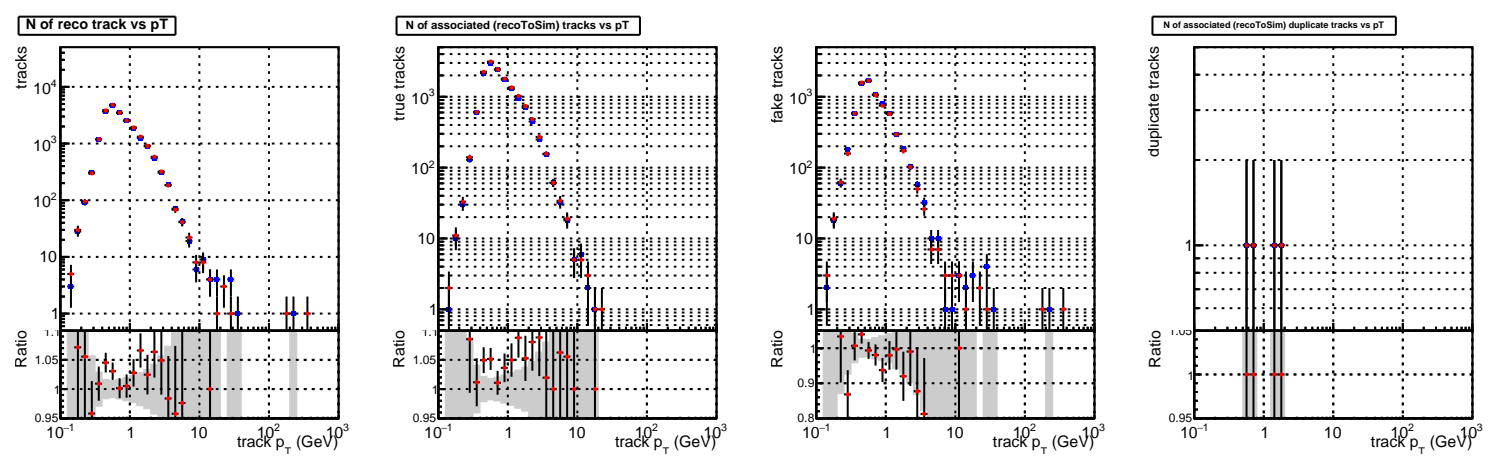 N of reco track vs pT
tracks
10^4
10^3
10^2
10
1
Ratio
1.1
1.05
1
0.95
10^-1 1 10 10^2 10^3
track p_T (GeV)
N of associated (recoToSim) tracks vs pT
true tracks
10^3
10^2
10
1
Ratio
1.1
1.05
1
0.95
10^-1 1 10 10^2 10^3
track p_T (GeV)
fake tracks
10^3
10^2
10
1
Ratio
1
0.9
0.8
10^-1 1 10 10^2 10^3
track p_T (GeV)
N of associated (recoToSim) duplicate tracks vs pT
duplicate tracks
1
Ratio
1.05
1
0.95
10^-1 1 10 10^2 10^3
track p_T (GeV)